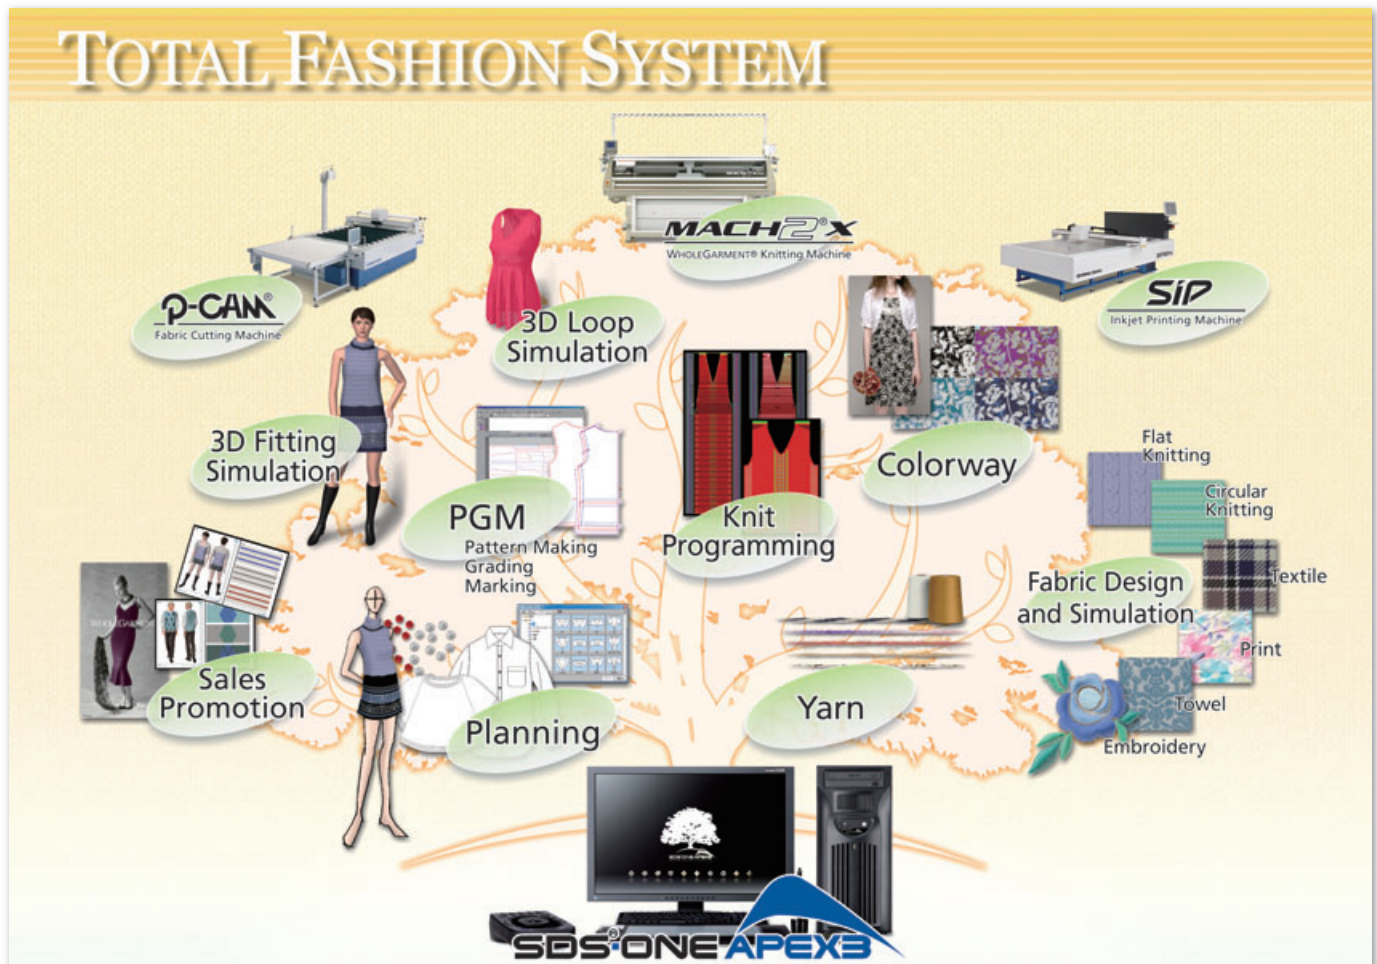 TOTAL FASHION SYSTEM
MACH2®X
WHOLEGARMENT® Knitting Machine
P-CAM®
Fabric Cutting Machine
SIP
Inkjet Printing Machine
3D Loop
Simulation
3D Fitting
Simulation
Colorway
Flat
Knitting
Circular
Knitting
PGM
Pattern Making
Grading
Marking
Knit
Programming
Fabric Design
and Simulation
Textile
Print
Towel
Embroidery
WHOLEGARMENT
Sales
Promotion
Planning
Yarn
SDS®·ONE APEX3